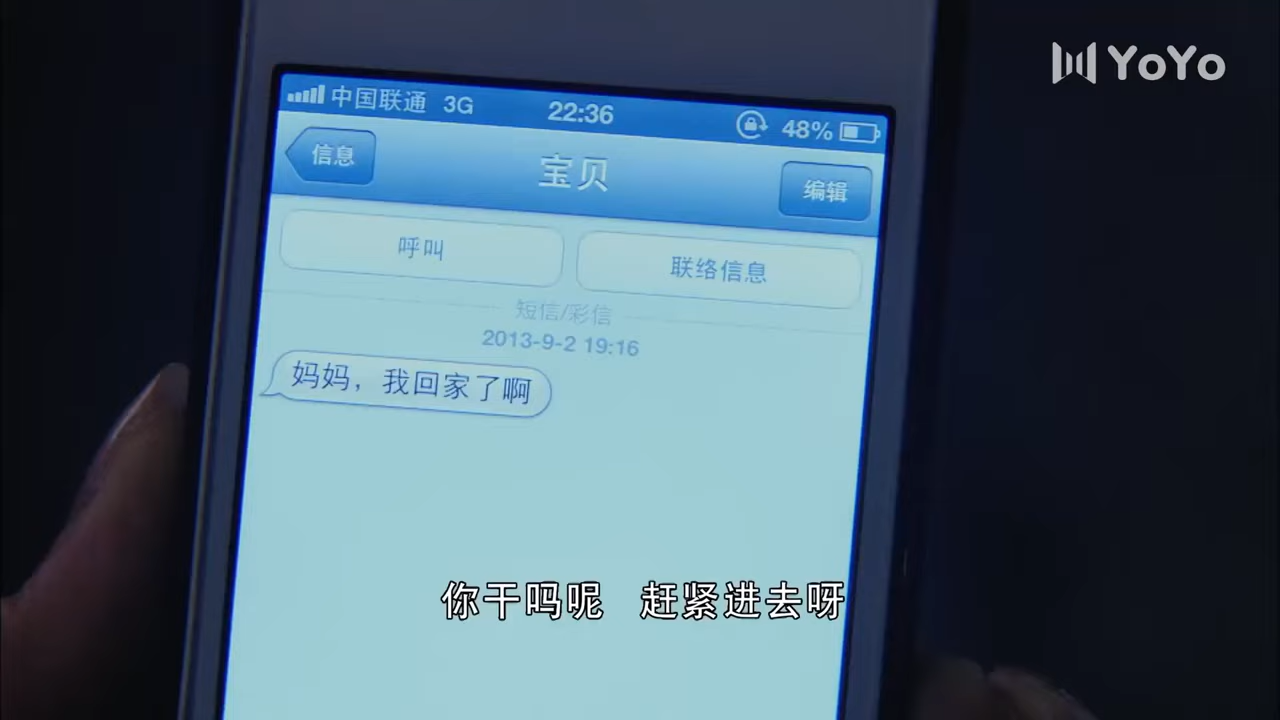 YoYo
中国联通 3G 22:36 48%
信息 宝贝 编辑
呼叫 联络信息
短信/彩信
2013-9-2 19:16
妈妈，我回家了啊
你干吗呢 赶紧进去呀